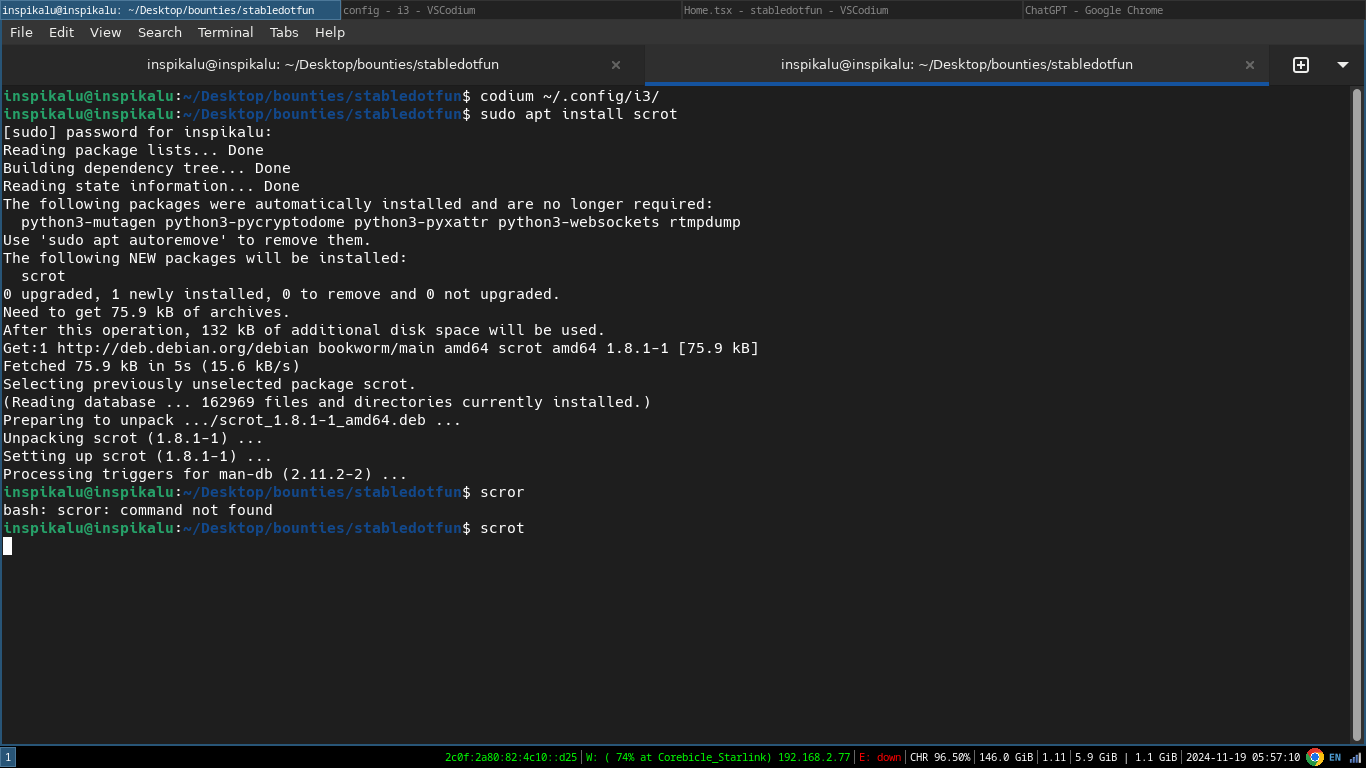 inspikalu@inspikalu: ~/Desktop/bounties/stabledotfun config - i3 - VSCodium Home.tsx - stabledotfun - VSCodium ChatGPT - Google Chrome
File Edit View Search Terminal Tabs Help
inspikalu@inspikalu: ~/Desktop/bounties/stabledotfun × inspikalu@inspikalu: ~/Desktop/bounties/stabledotfun ×
inspikalu@inspikalu:~/Desktop/bounties/stabledotfun$ codium ~/.config/i3/
inspikalu@inspikalu:~/Desktop/bounties/stabledotfun$ sudo apt install scrot
[sudo] password for inspikalu:
Reading package lists... Done
Building dependency tree... Done
Reading state information... Done
The following packages were automatically installed and are no longer required:
  python3-mutagen python3-pycryptodome python3-pyxattr python3-websockets rtmpdump
Use 'sudo apt autoremove' to remove them.
The following NEW packages will be installed:
  scrot
0 upgraded, 1 newly installed, 0 to remove and 0 not upgraded.
Need to get 75.9 kB of archives.
After this operation, 132 kB of additional disk space will be used.
Get:1 http://deb.debian.org/debian bookworm/main amd64 scrot amd64 1.8.1-1 [75.9 kB]
Fetched 75.9 kB in 5s (15.6 kB/s)
Selecting previously unselected package scrot.
(Reading database ... 162969 files and directories currently installed.)
Preparing to unpack .../scrot_1.8.1-1_amd64.deb ...
Unpacking scrot (1.8.1-1) ...
Setting up scrot (1.8.1-1) ...
Processing triggers for man-db (2.11.2-2) ...
inspikalu@inspikalu:~/Desktop/bounties/stabledotfun$ scror
bash: scror: command not found
inspikalu@inspikalu:~/Desktop/bounties/stabledotfun$ scrot
1 2c0f:2a80:82:4c10::d25|W: ( 74% at Corebicle_Starlink) 192.168.2.77|E: down|CHR 96.50%|146.0 GiB|1.11|5.9 GiB | 1.1 GiB|2024-11-19 05:57:10 EN